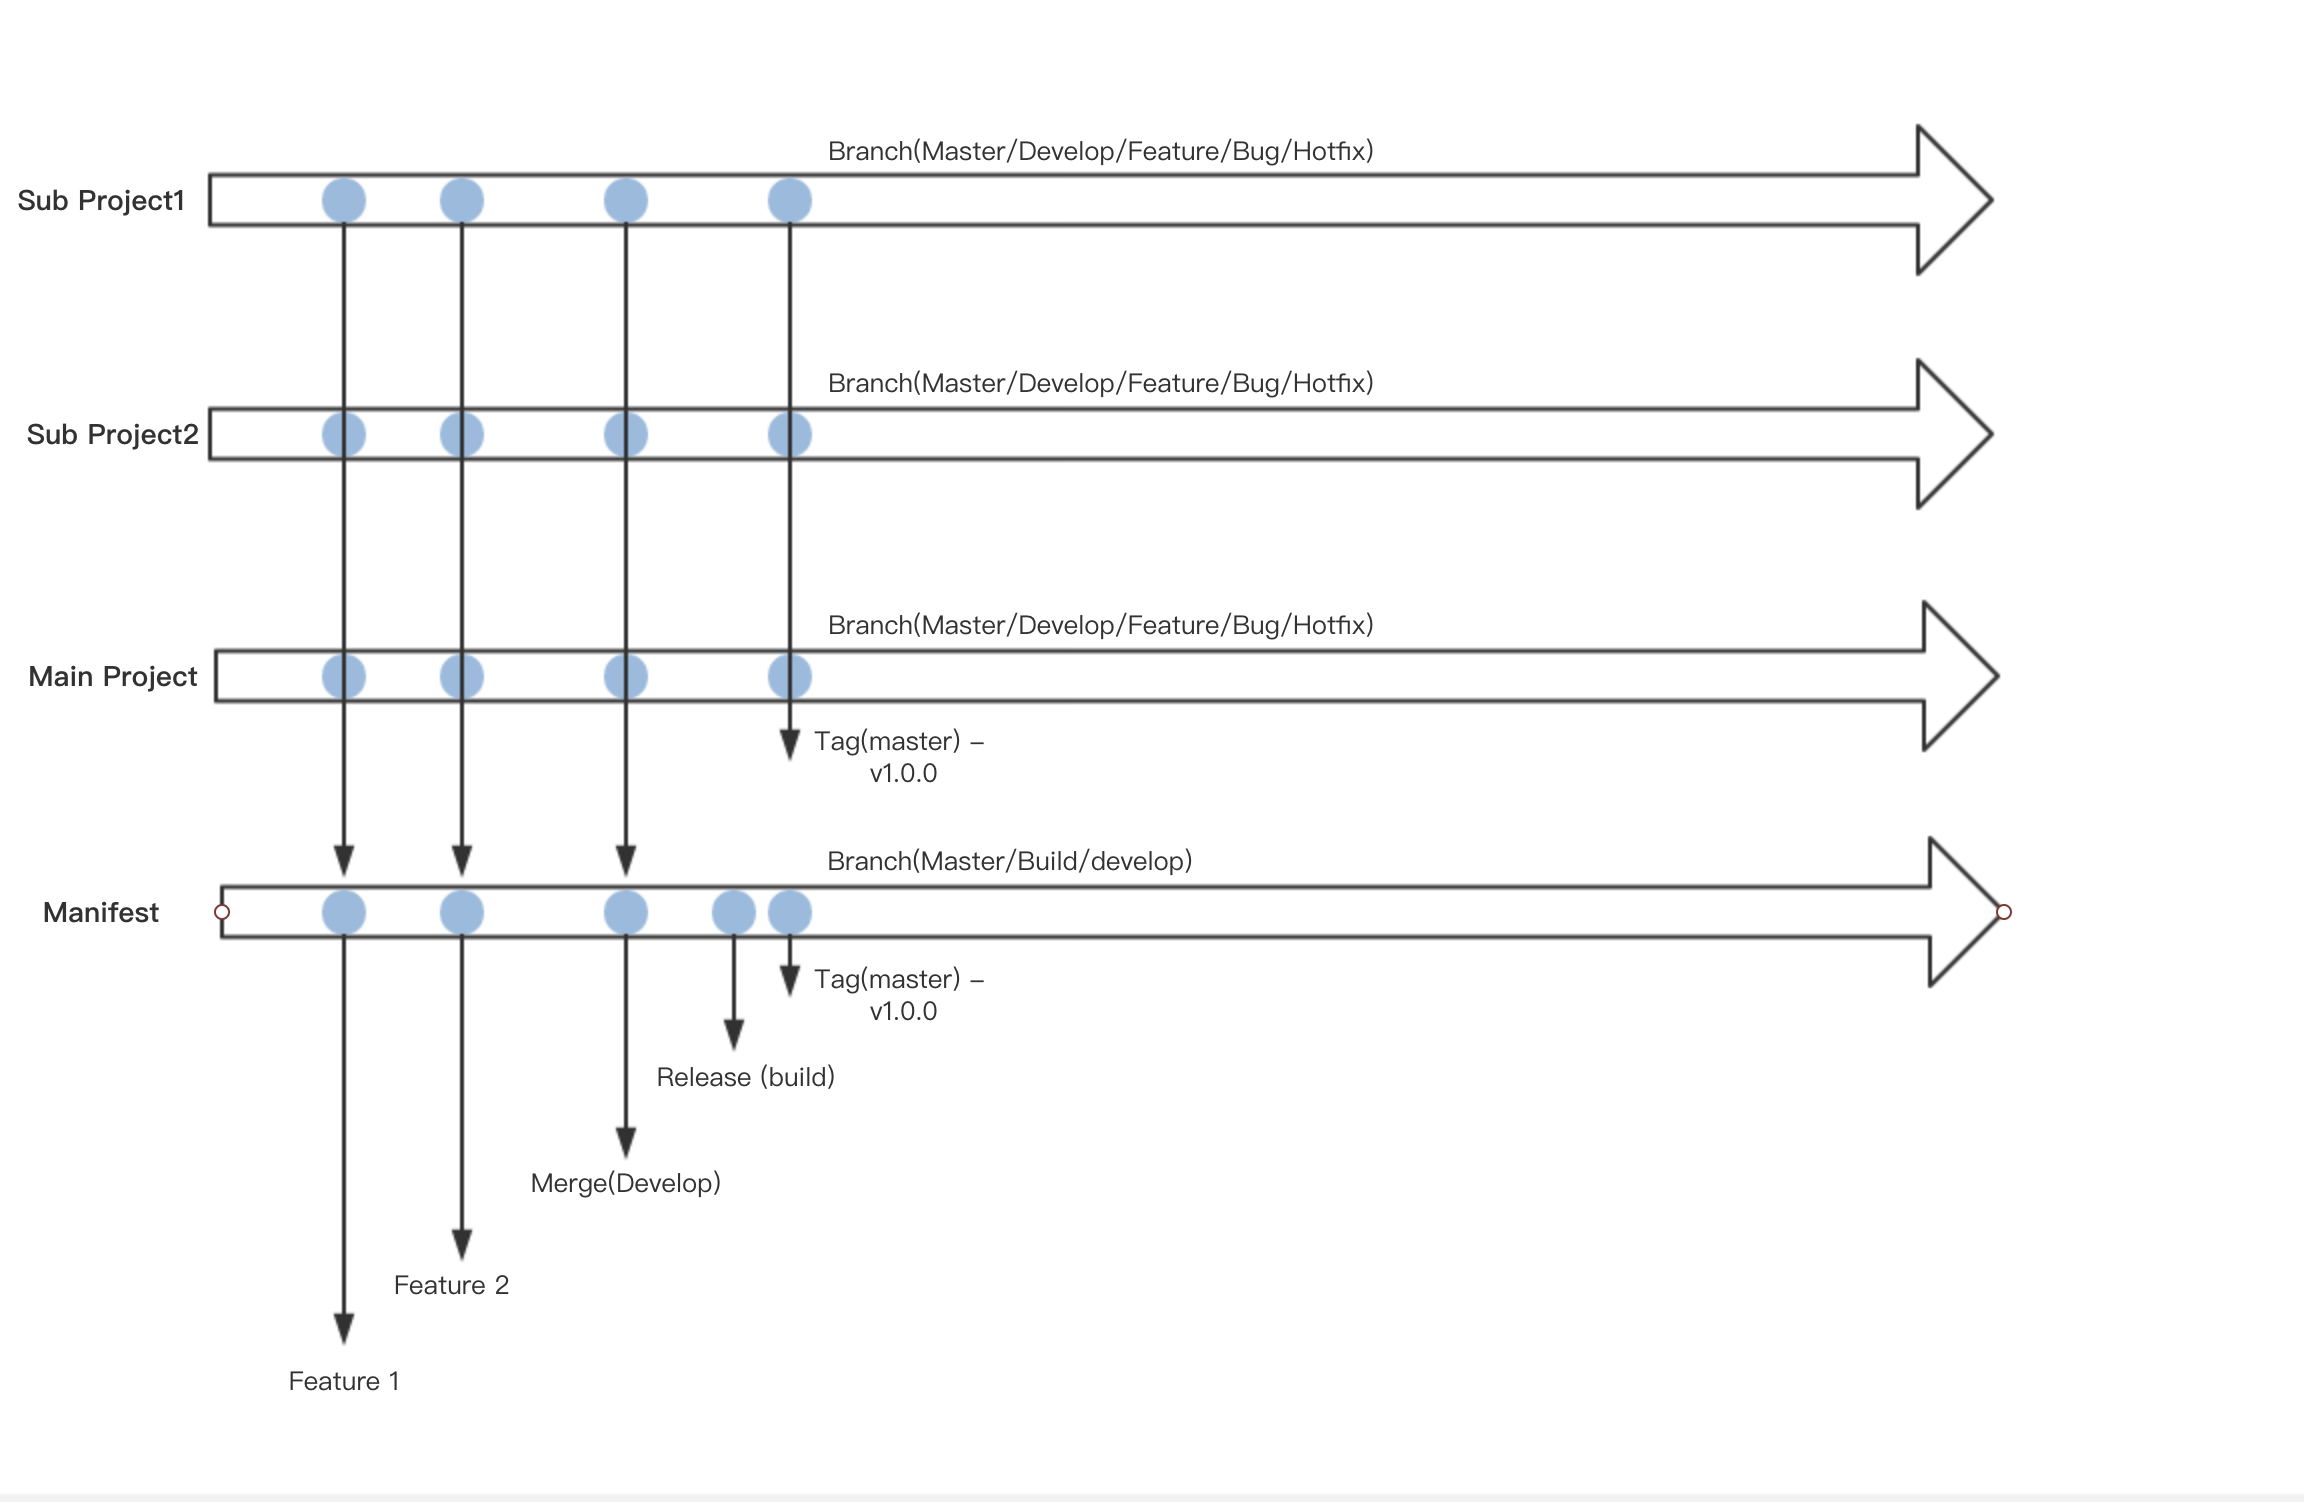 Branch(Master/Develop/Feature/Bug/Hotfix)
Sub Project1
Branch(Master/Develop/Feature/Bug/Hotfix)
Sub Project2
Branch(Master/Develop/Feature/Bug/Hotfix)
Main Project
Tag(master) –
v1.0.0
Branch(Master/Build/develop)
Manifest
Tag(master) –
v1.0.0
Release (build)
Merge(Develop)
Feature 2
Feature 1